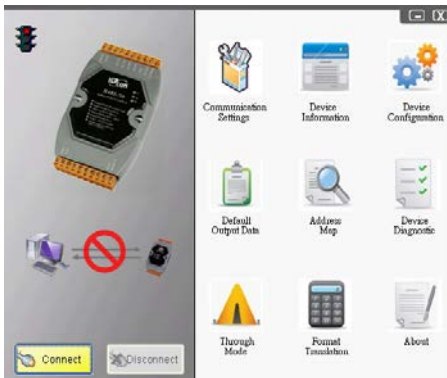 Communication
Settings
Device
Information
Device
Configuration
Default
Output Data
Address
Map
Device
Diagnostic
Through
Mode
Format
Translation
About
Connect
Disconnect